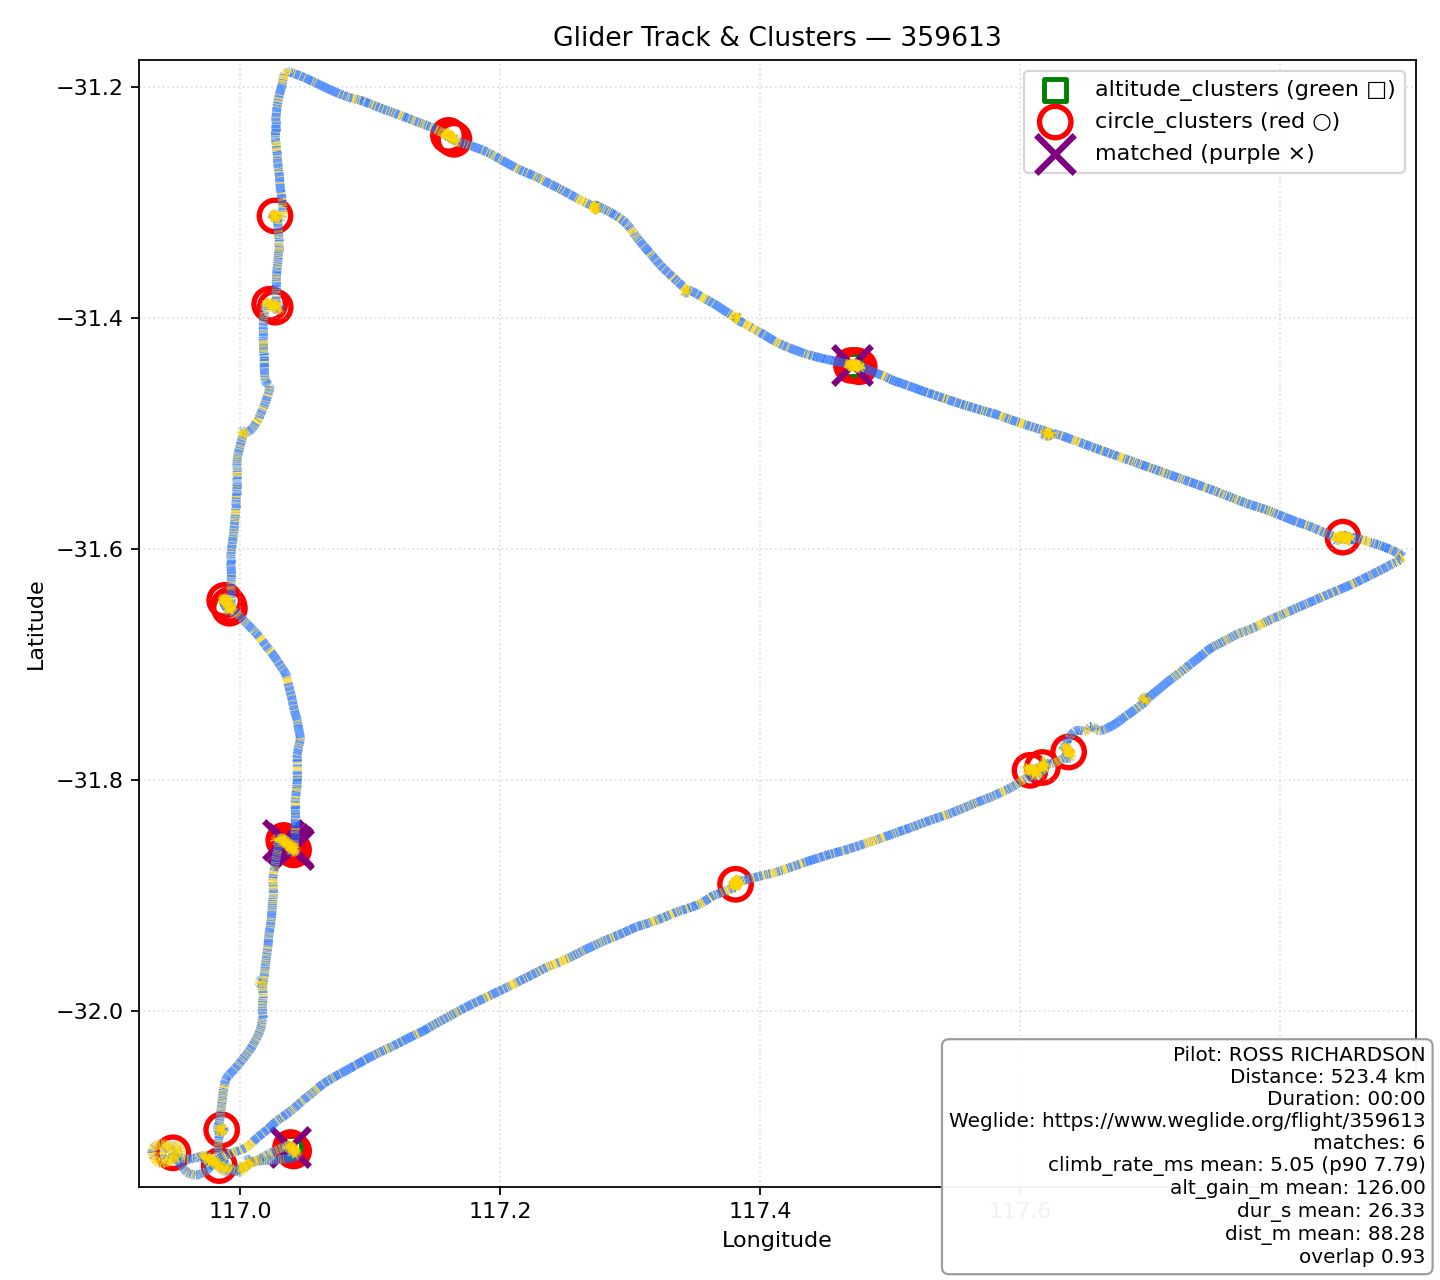 Glider Track & Clusters — 359613
altitude_clusters (green □)
circle_clusters (red ○)
matched (purple ×)
−31.2
−31.4
−31.6
−31.8
−32.0
Latitude
117.0
117.2
117.4
117.6
Longitude
Pilot: ROSS RICHARDSON
Distance: 523.4 km
Duration: 00:00
Weglide: https://www.weglide.org/flight/359613
matches: 6
climb_rate_ms mean: 5.05 (p90 7.79)
alt_gain_m mean: 126.00
dur_s mean: 26.33
dist_m mean: 88.28
overlap 0.93